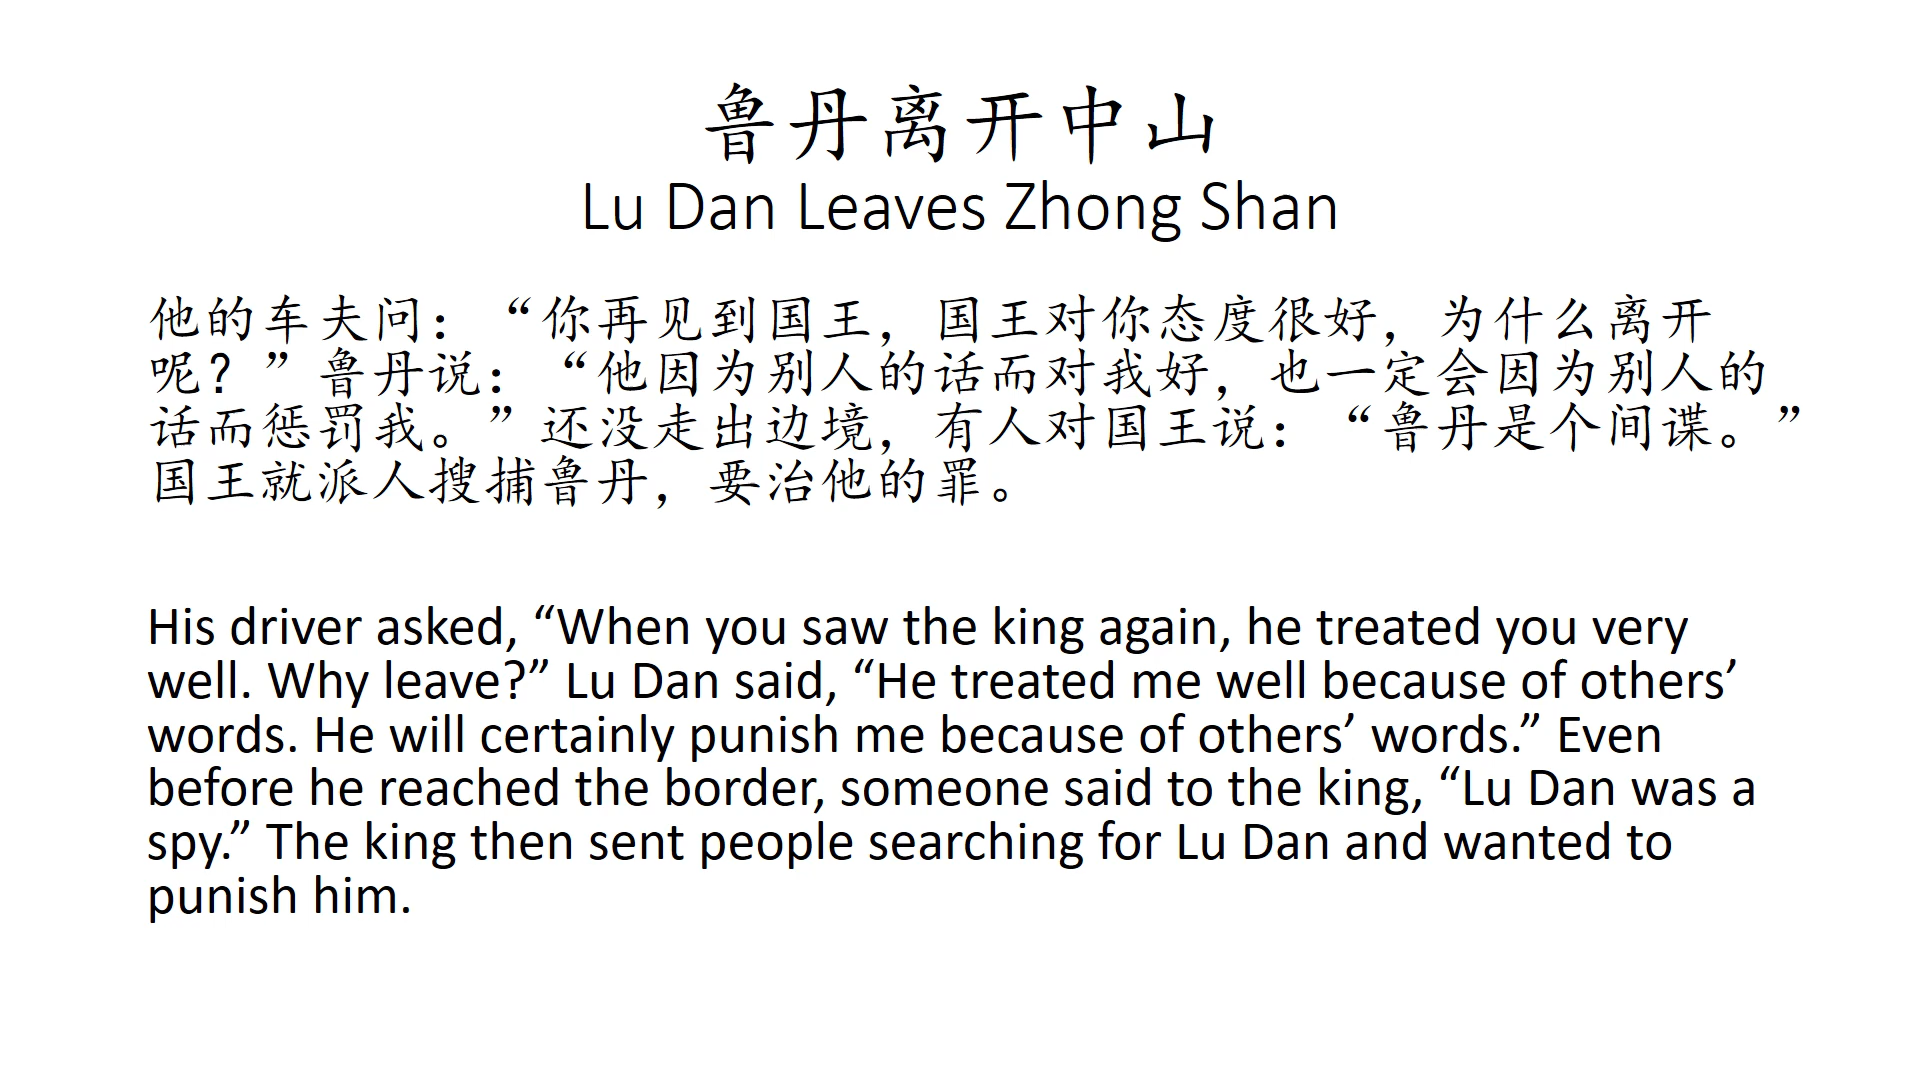 鲁丹离开中山
Lu Dan Leaves Zhong Shan
他的车夫问：“你再见到国王，国王对你态度很好，为什么离开
呢？”鲁丹说：“他因为别人的话而对我好，也一定会因为别人的
话而惩罚我。”还没走出边境，有人对国王说：“鲁丹是个间谍。”
国王就派人搜捕鲁丹，要治他的罪。
His driver asked, “When you saw the king again, he treated you very
well. Why leave?” Lu Dan said, “He treated me well because of others’
words. He will certainly punish me because of others’ words.” Even
before he reached the border, someone said to the king, “Lu Dan was a
spy.” The king then sent people searching for Lu Dan and wanted to
punish him.